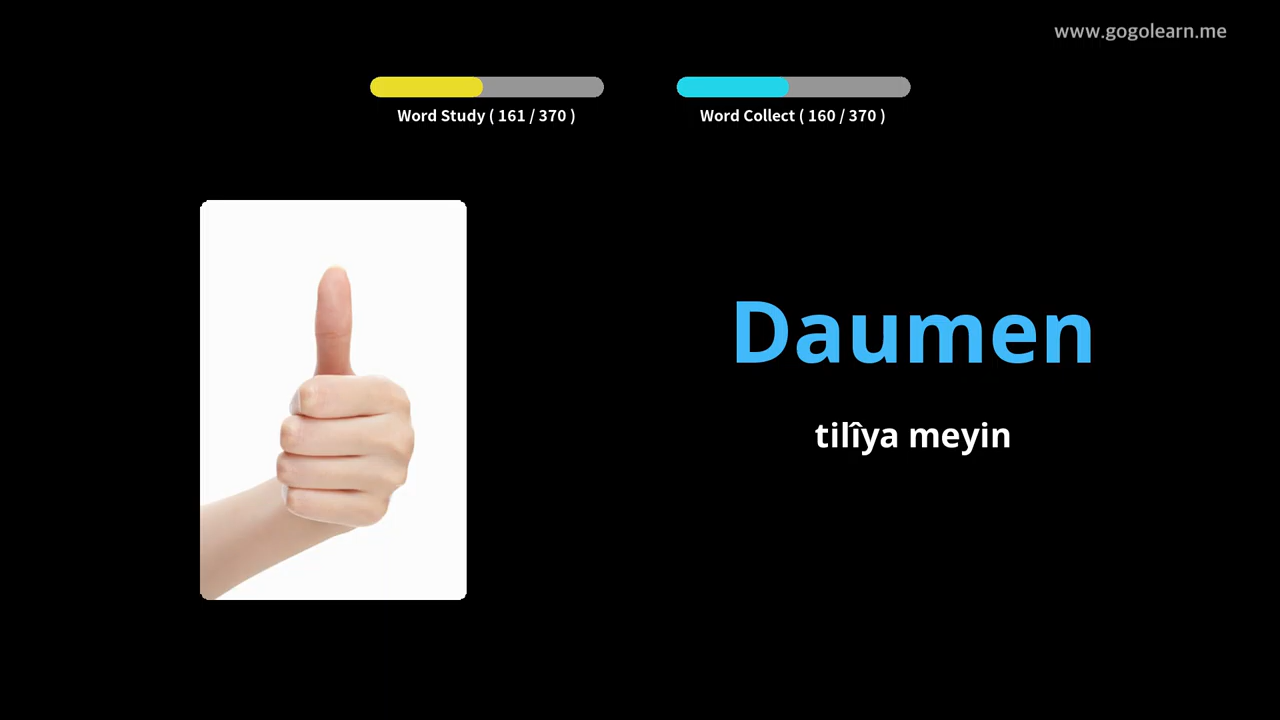 www.gogolearn.me
Word Study ( 161 / 370 )
Word Collect ( 160 / 370 )
Daumen
tilîya meyin